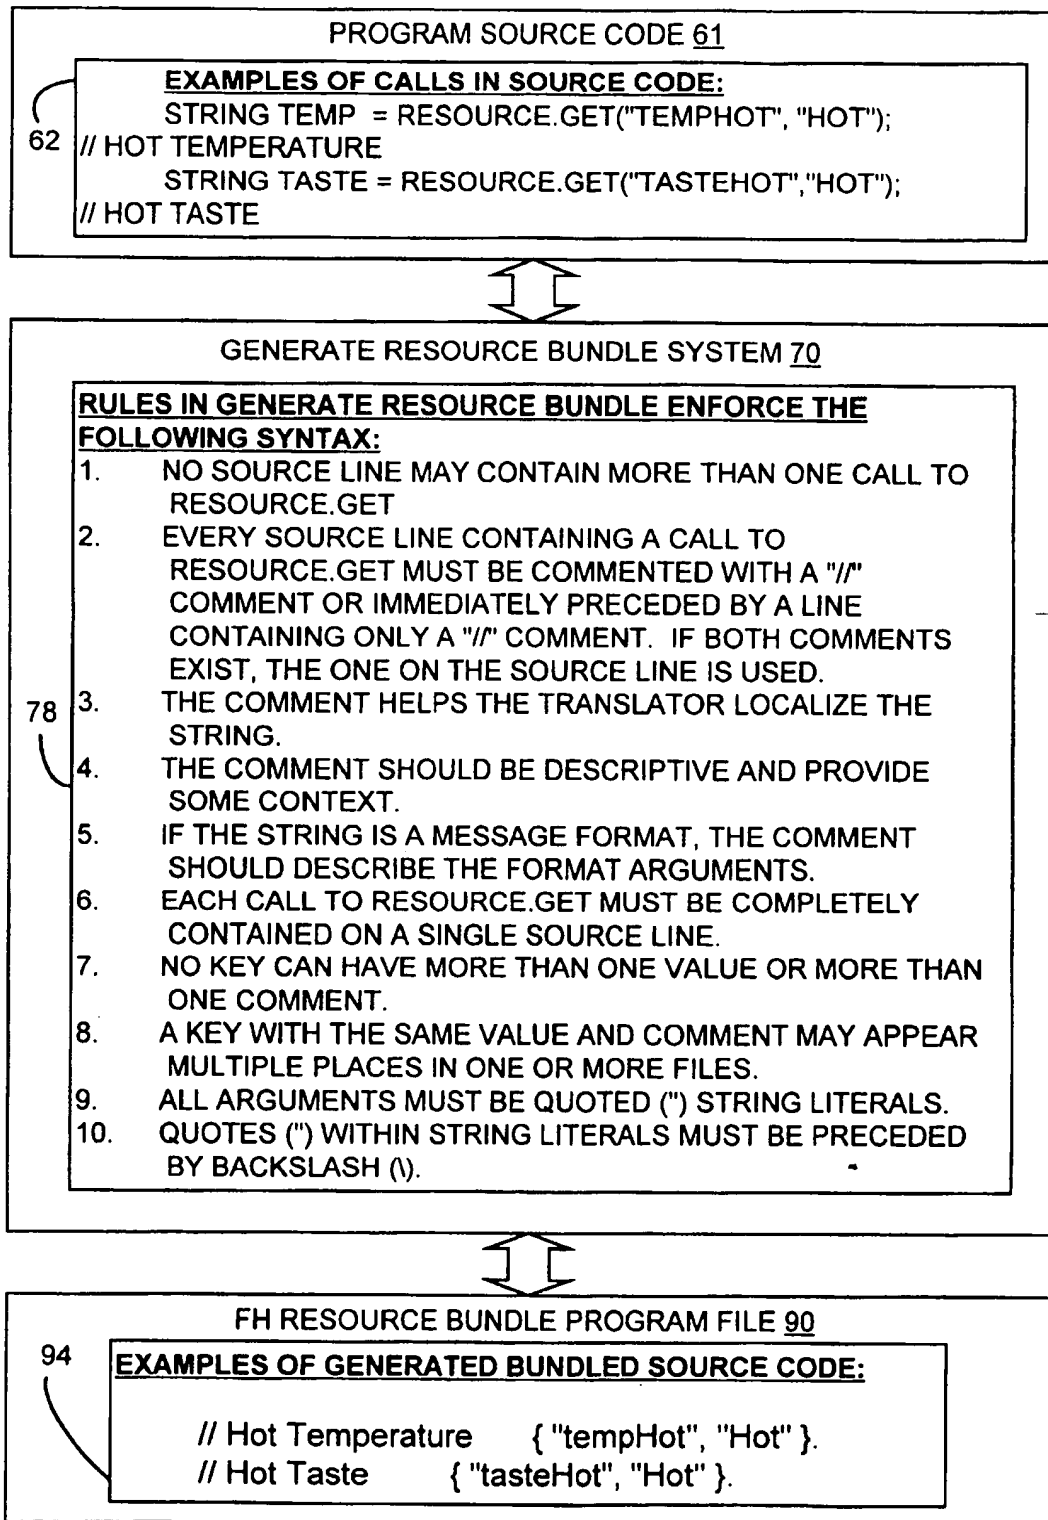 PROGRAM SOURCE CODE 61
EXAMPLES OF CALLS IN SOURCE CODE:
STRING TEMP = RESOURCE.GET("TEMPHOT", "HOT");
62
// HOT TEMPERATURE
STRING TASTE = RESOURCE.GET("TASTEHOT","HOT");
// HOT TASTE
GENERATE RESOURCE BUNDLE SYSTEM 70
RULES IN GENERATE RESOURCE BUNDLE ENFORCE THE
FOLLOWING SYNTAX:
1. NO SOURCE LINE MAY CONTAIN MORE THAN ONE CALL TO
RESOURCE.GET
2. EVERY SOURCE LINE CONTAINING A CALL TO
RESOURCE.GET MUST BE COMMENTED WITH A "//"
COMMENT OR IMMEDIATELY PRECEDED BY A LINE
CONTAINING ONLY A "//" COMMENT. IF BOTH COMMENTS
EXIST, THE ONE ON THE SOURCE LINE IS USED.
78
3. THE COMMENT HELPS THE TRANSLATOR LOCALIZE THE
STRING.
4. THE COMMENT SHOULD BE DESCRIPTIVE AND PROVIDE
SOME CONTEXT.
5. IF THE STRING IS A MESSAGE FORMAT, THE COMMENT
SHOULD DESCRIBE THE FORMAT ARGUMENTS.
6. EACH CALL TO RESOURCE.GET MUST BE COMPLETELY
CONTAINED ON A SINGLE SOURCE LINE.
7. NO KEY CAN HAVE MORE THAN ONE VALUE OR MORE THAN
ONE COMMENT.
8. A KEY WITH THE SAME VALUE AND COMMENT MAY APPEAR
MULTIPLE PLACES IN ONE OR MORE FILES.
9. ALL ARGUMENTS MUST BE QUOTED (") STRING LITERALS.
10. QUOTES (") WITHIN STRING LITERALS MUST BE PRECEDED
BY BACKSLASH (\).
FH RESOURCE BUNDLE PROGRAM FILE 90
94
EXAMPLES OF GENERATED BUNDLED SOURCE CODE:
// Hot Temperature { "tempHot", "Hot" }.
// Hot Taste { "tasteHot", "Hot" }.